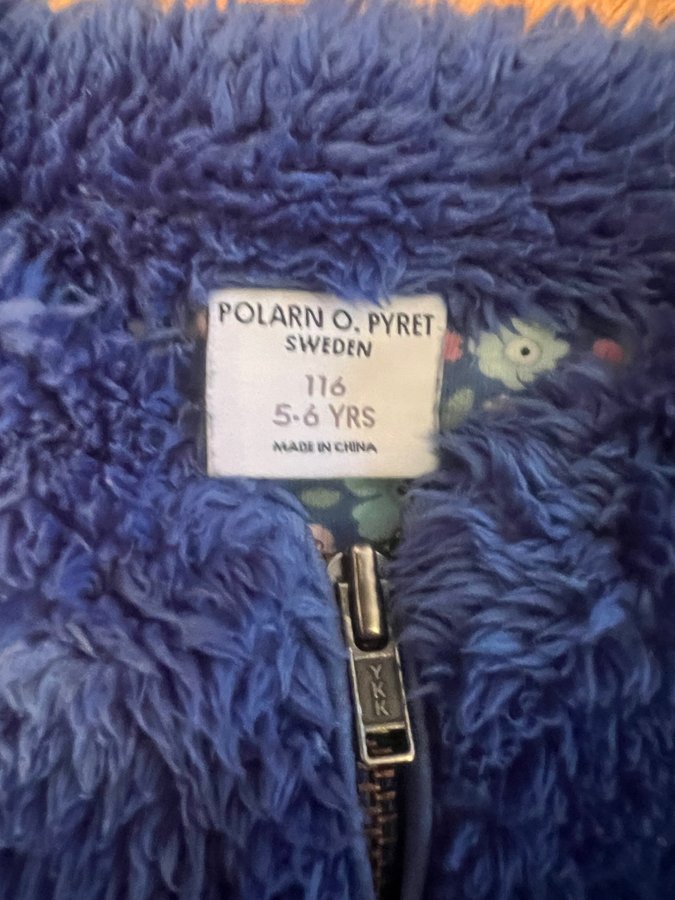 POLARN O. PYRET
SWEDEN
116
5-6 YRS
MADE IN CHINA
YKK